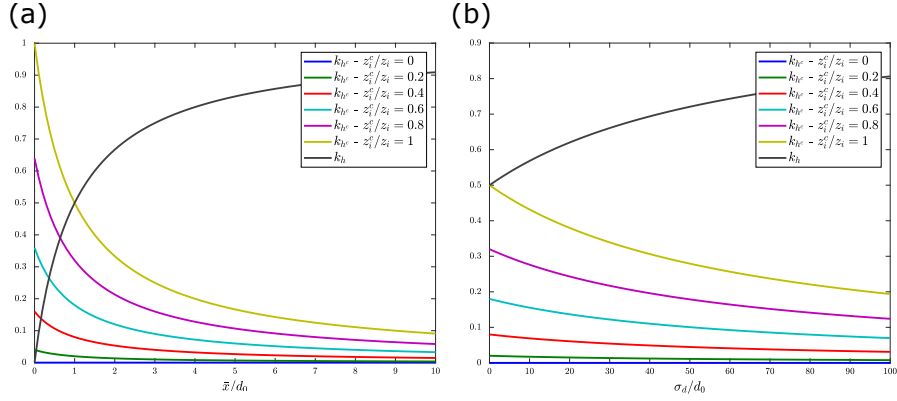 (a)
1
0.9
0.8
0.7
0.6
0.5
0.4
0.3
0.2
0.1
0
0 1 2 3 4 5 6 7 8 9 10
x̄/d₀
k_{h^c} - z_i^c/z_i = 0
k_{h^c} - z_i^c/z_i = 0.2
k_{h^c} - z_i^c/z_i = 0.4
k_{h^c} - z_i^c/z_i = 0.6
k_{h^c} - z_i^c/z_i = 0.8
k_{h^c} - z_i^c/z_i = 1
k_h
(b)
0.9
0.8
0.7
0.6
0.5
0.4
0.3
0.2
0.1
0
0 10 20 30 40 50 60 70 80 90 100
σ_d/d₀
k_{h^c} - z_i^c/z_i = 0
k_{h^c} - z_i^c/z_i = 0.2
k_{h^c} - z_i^c/z_i = 0.4
k_{h^c} - z_i^c/z_i = 0.6
k_{h^c} - z_i^c/z_i = 0.8
k_{h^c} - z_i^c/z_i = 1
k_h